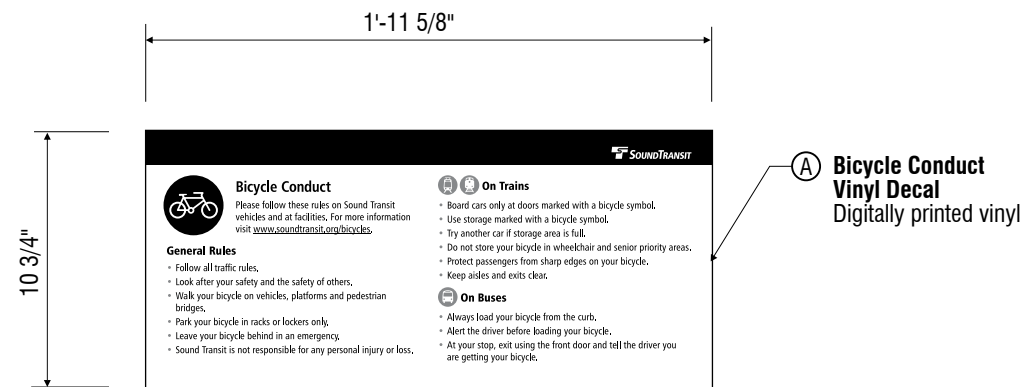 1'-11 5/8"
10 3/4"
SOUNDTRANSIT
Bicycle Conduct
Please follow these rules on Sound Transit
vehicles and at facilities. For more information
visit www.soundtransit.org/bicycles.
General Rules
• Follow all traffic rules.
• Look after your safety and the safety of others.
• Walk your bicycle on vehicles, platforms and pedestrian
bridges.
• Park your bicycle in racks or lockers only.
• Leave your bicycle behind in an emergency.
• Sound Transit is not responsible for any personal injury or loss.
On Trains
• Board cars only at doors marked with a bicycle symbol.
• Use storage marked with a bicycle symbol.
• Try another car if storage area is full.
• Do not store your bicycle in wheelchair and senior priority areas.
• Protect passengers from sharp edges on your bicycle.
• Keep aisles and exits clear.
On Buses
• Always load your bicycle from the curb.
• Alert the driver before loading your bicycle.
• At your stop, exit using the front door and tell the driver you
are getting your bicycle.
A Bicycle Conduct
Vinyl Decal
Digitally printed vinyl